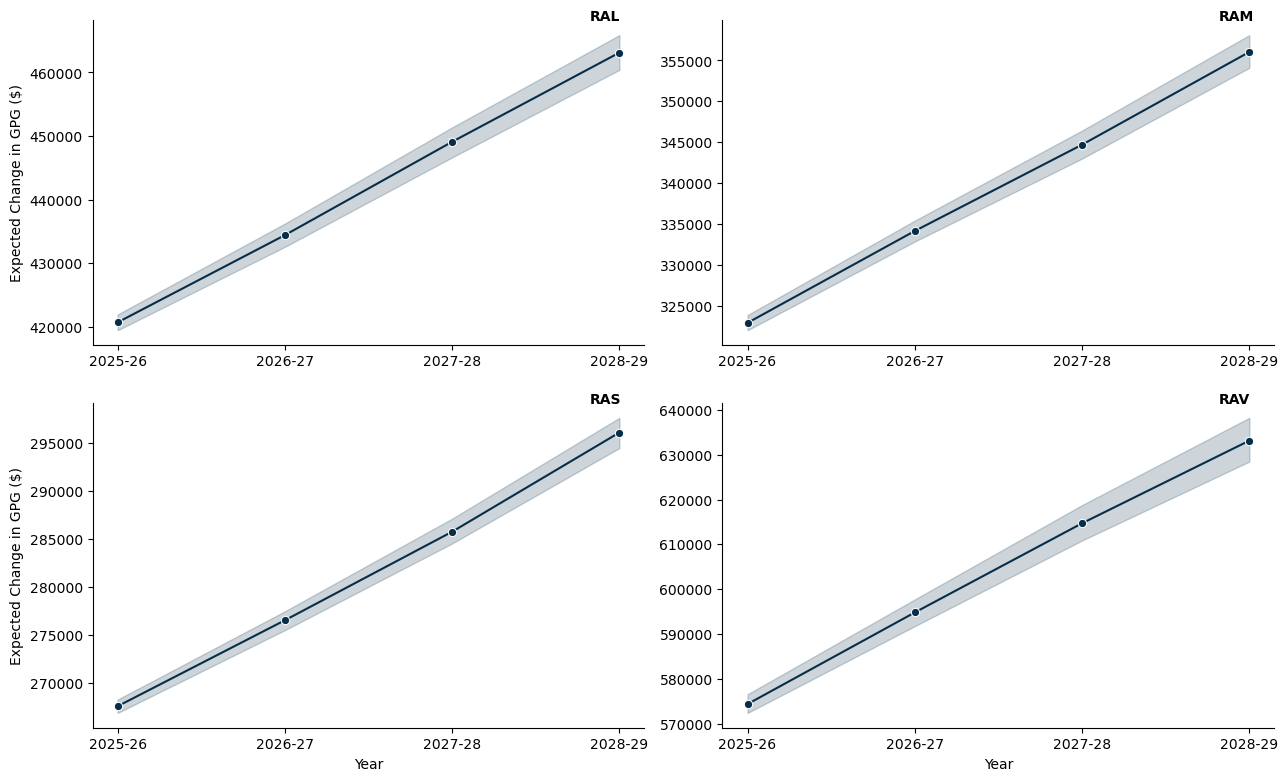 RAL
Expected Change in GPG ($)
460000
450000
440000
430000
420000
2025-26 2026-27 2027-28 2028-29
RAM
355000
350000
345000
340000
335000
330000
325000
2025-26 2026-27 2027-28 2028-29
RAS
Expected Change in GPG ($)
295000
290000
285000
280000
275000
270000
2025-26 2026-27 2027-28 2028-29
Year
RAV
640000
630000
620000
610000
600000
590000
580000
570000
2025-26 2026-27 2027-28 2028-29
Year